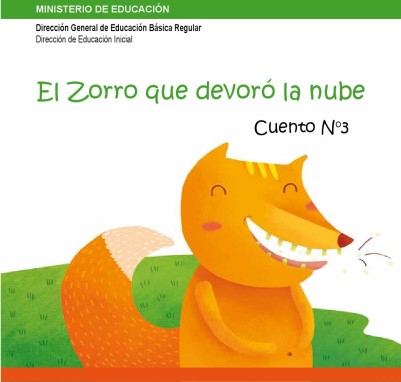 MINISTERIO DE EDUCACIÓN
Dirección General de Educación Básica Regular
Dirección de Educación Inicial
El Zorro que devoró la nube
Cuento Nº3